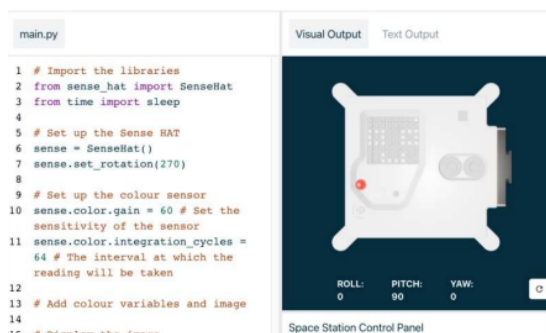 main.py
1 # Import the libraries
2 from sense_hat import SenseHat
3 from time import sleep
4
5 # Set up the Sense HAT
6 sense = SenseHat()
7 sense.set_rotation(270)
8
9 # Set up the colour sensor
10 sense.color.gain = 60 # Set the
sensitivity of the sensor
11 sense.color.integration_cycles =
64 # The interval at which the
reading will be taken
12
13 # Add colour variables and image
14
15 # Display the image
Visual Output Text Output
ROLL: PITCH: YAW:
0 90 0
Space Station Control Panel